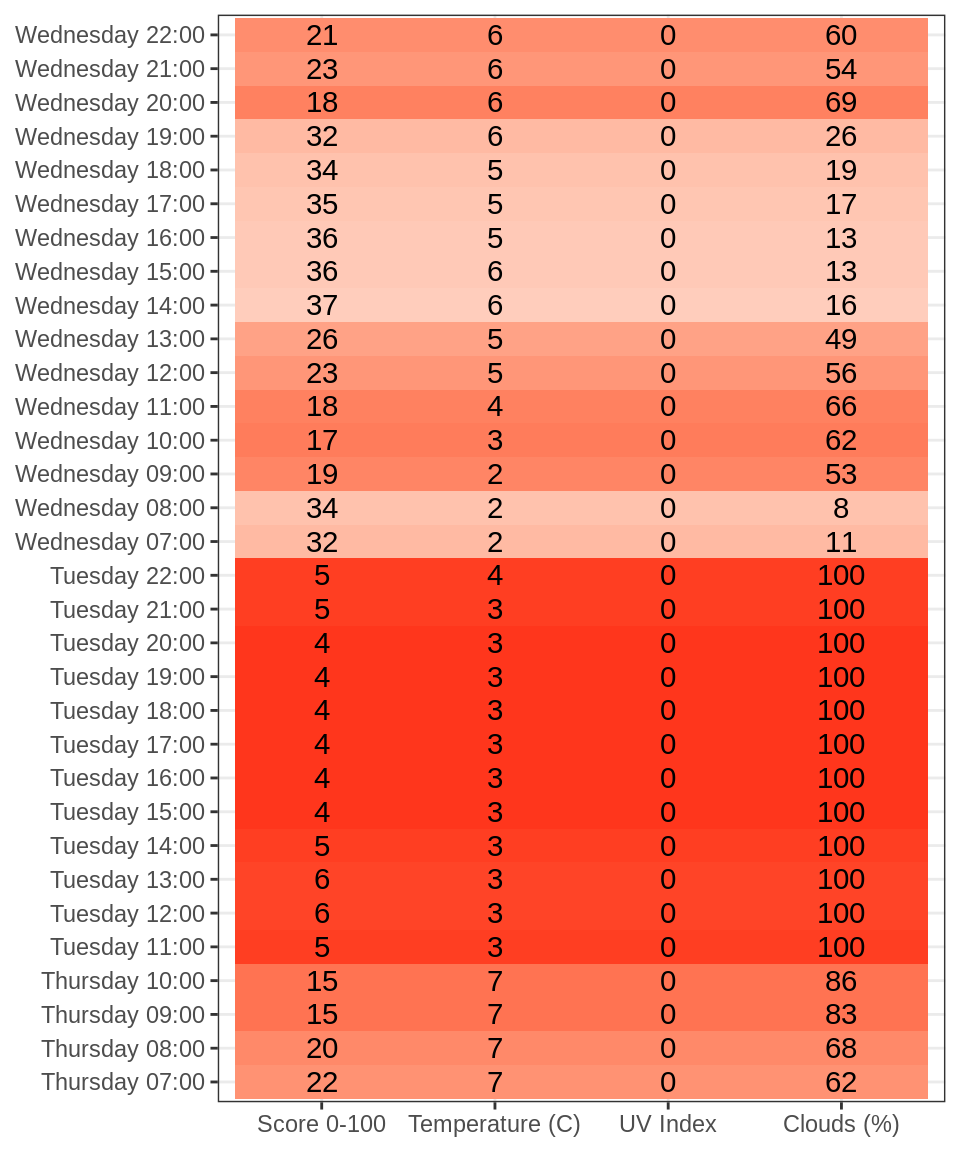 Wednesday 22:00 21 6 0 60
Wednesday 21:00 23 6 0 54
Wednesday 20:00 18 6 0 69
Wednesday 19:00 32 6 0 26
Wednesday 18:00 34 5 0 19
Wednesday 17:00 35 5 0 17
Wednesday 16:00 36 5 0 13
Wednesday 15:00 36 6 0 13
Wednesday 14:00 37 6 0 16
Wednesday 13:00 26 5 0 49
Wednesday 12:00 23 5 0 56
Wednesday 11:00 18 4 0 66
Wednesday 10:00 17 3 0 62
Wednesday 09:00 19 2 0 53
Wednesday 08:00 34 2 0 8
Wednesday 07:00 32 2 0 11
Tuesday 22:00 5 4 0 100
Tuesday 21:00 5 3 0 100
Tuesday 20:00 4 3 0 100
Tuesday 19:00 4 3 0 100
Tuesday 18:00 4 3 0 100
Tuesday 17:00 4 3 0 100
Tuesday 16:00 4 3 0 100
Tuesday 15:00 4 3 0 100
Tuesday 14:00 5 3 0 100
Tuesday 13:00 6 3 0 100
Tuesday 12:00 6 3 0 100
Tuesday 11:00 5 3 0 100
Thursday 10:00 15 7 0 86
Thursday 09:00 15 7 0 83
Thursday 08:00 20 7 0 68
Thursday 07:00 22 7 0 62
Score 0-100 Temperature (C) UV Index Clouds (%)